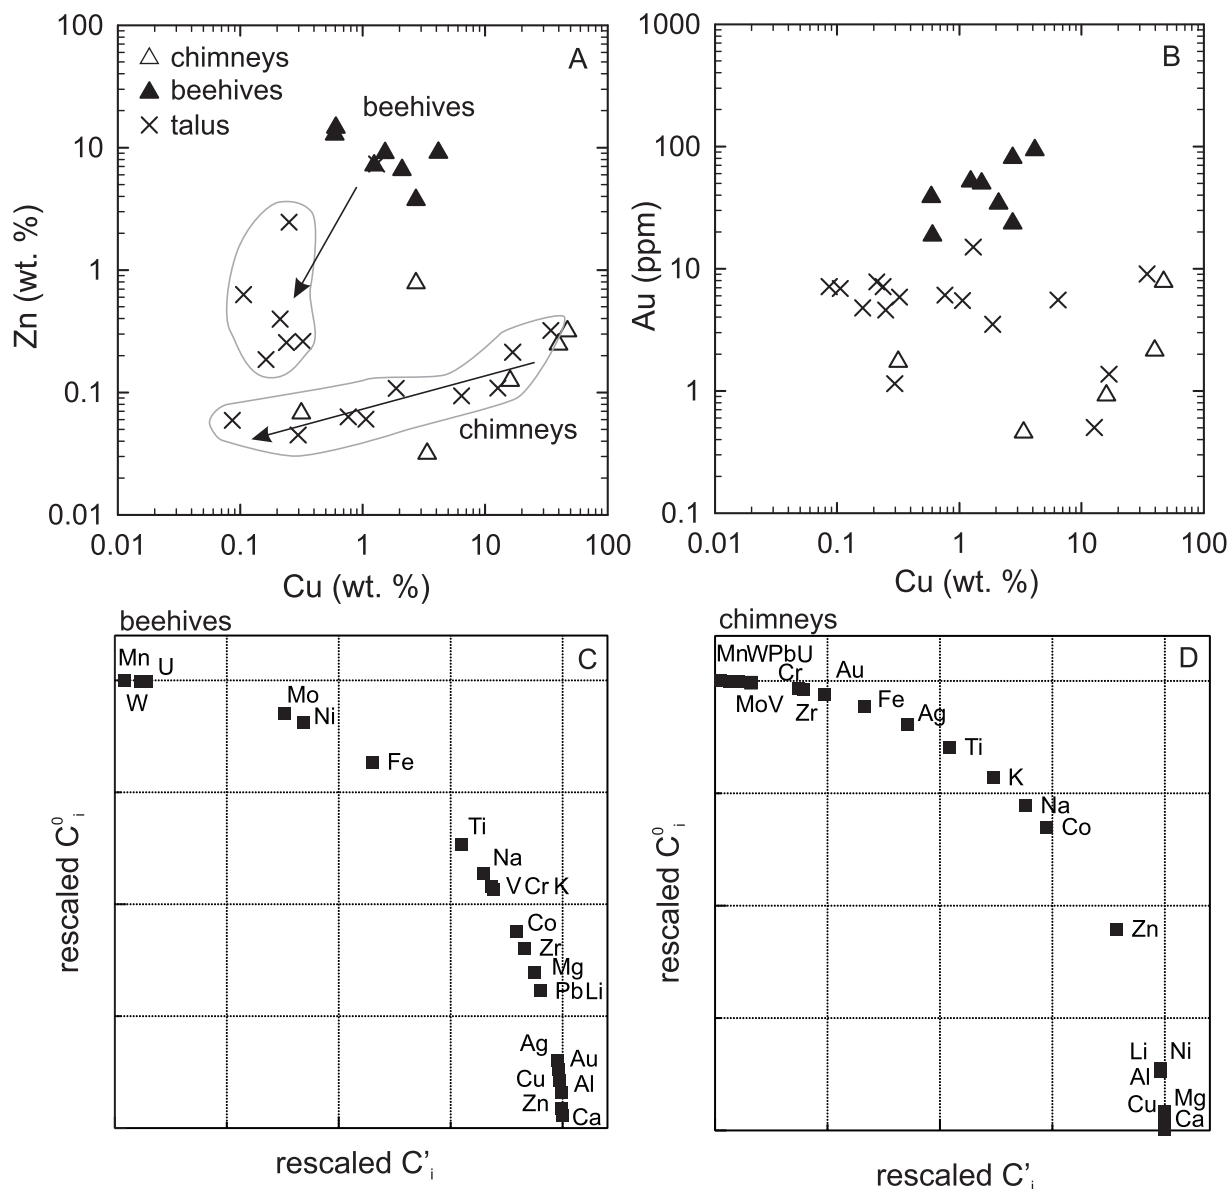 100
10
1
0.1
0.01
0.01
0.1
1
10
100
Zn (wt. %)
Cu (wt. %)
chimneys
beehives
talus
A
beehives
chimneys
1000
100
10
1
0.1
0.01
0.1
1
10
100
Au (ppm)
Cu (wt. %)
B
beehives
C
Mn
U
W
Mo
Ni
Fe
Ti
Na
V Cr K
Co
Zr
Mg
Pb Li
Ag
Au
Cu
Al
Zn
Ca
rescaled C⁰ᵢ
rescaled C'ᵢ
chimneys
D
MnWPbU
MoV
Cr
Zr
Au
Fe
Ag
Ti
K
Na
Co
Zn
Li
Ni
Al
Cu
Mg
Ca
rescaled C⁰ᵢ
rescaled C'ᵢ